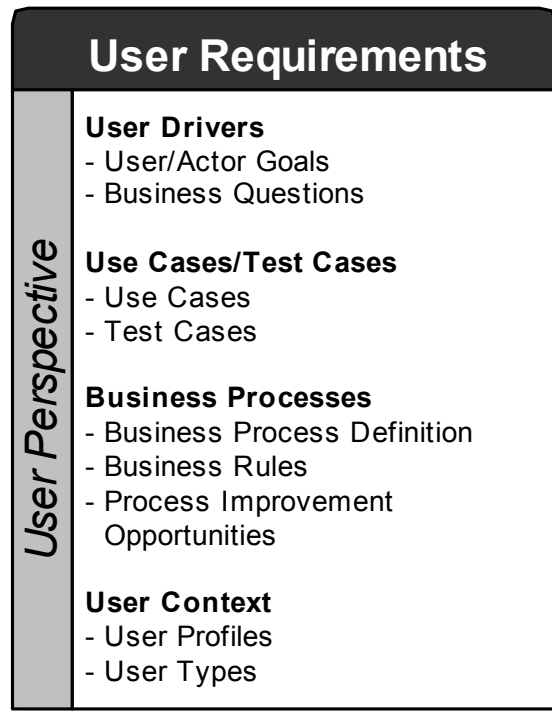 User Requirements
User Perspective
User Drivers
- User/Actor Goals
- Business Questions
Use Cases/Test Cases
- Use Cases
- Test Cases
Business Processes
- Business Process Definition
- Business Rules
- Process Improvement
Opportunities
User Context
- User Profiles
- User Types